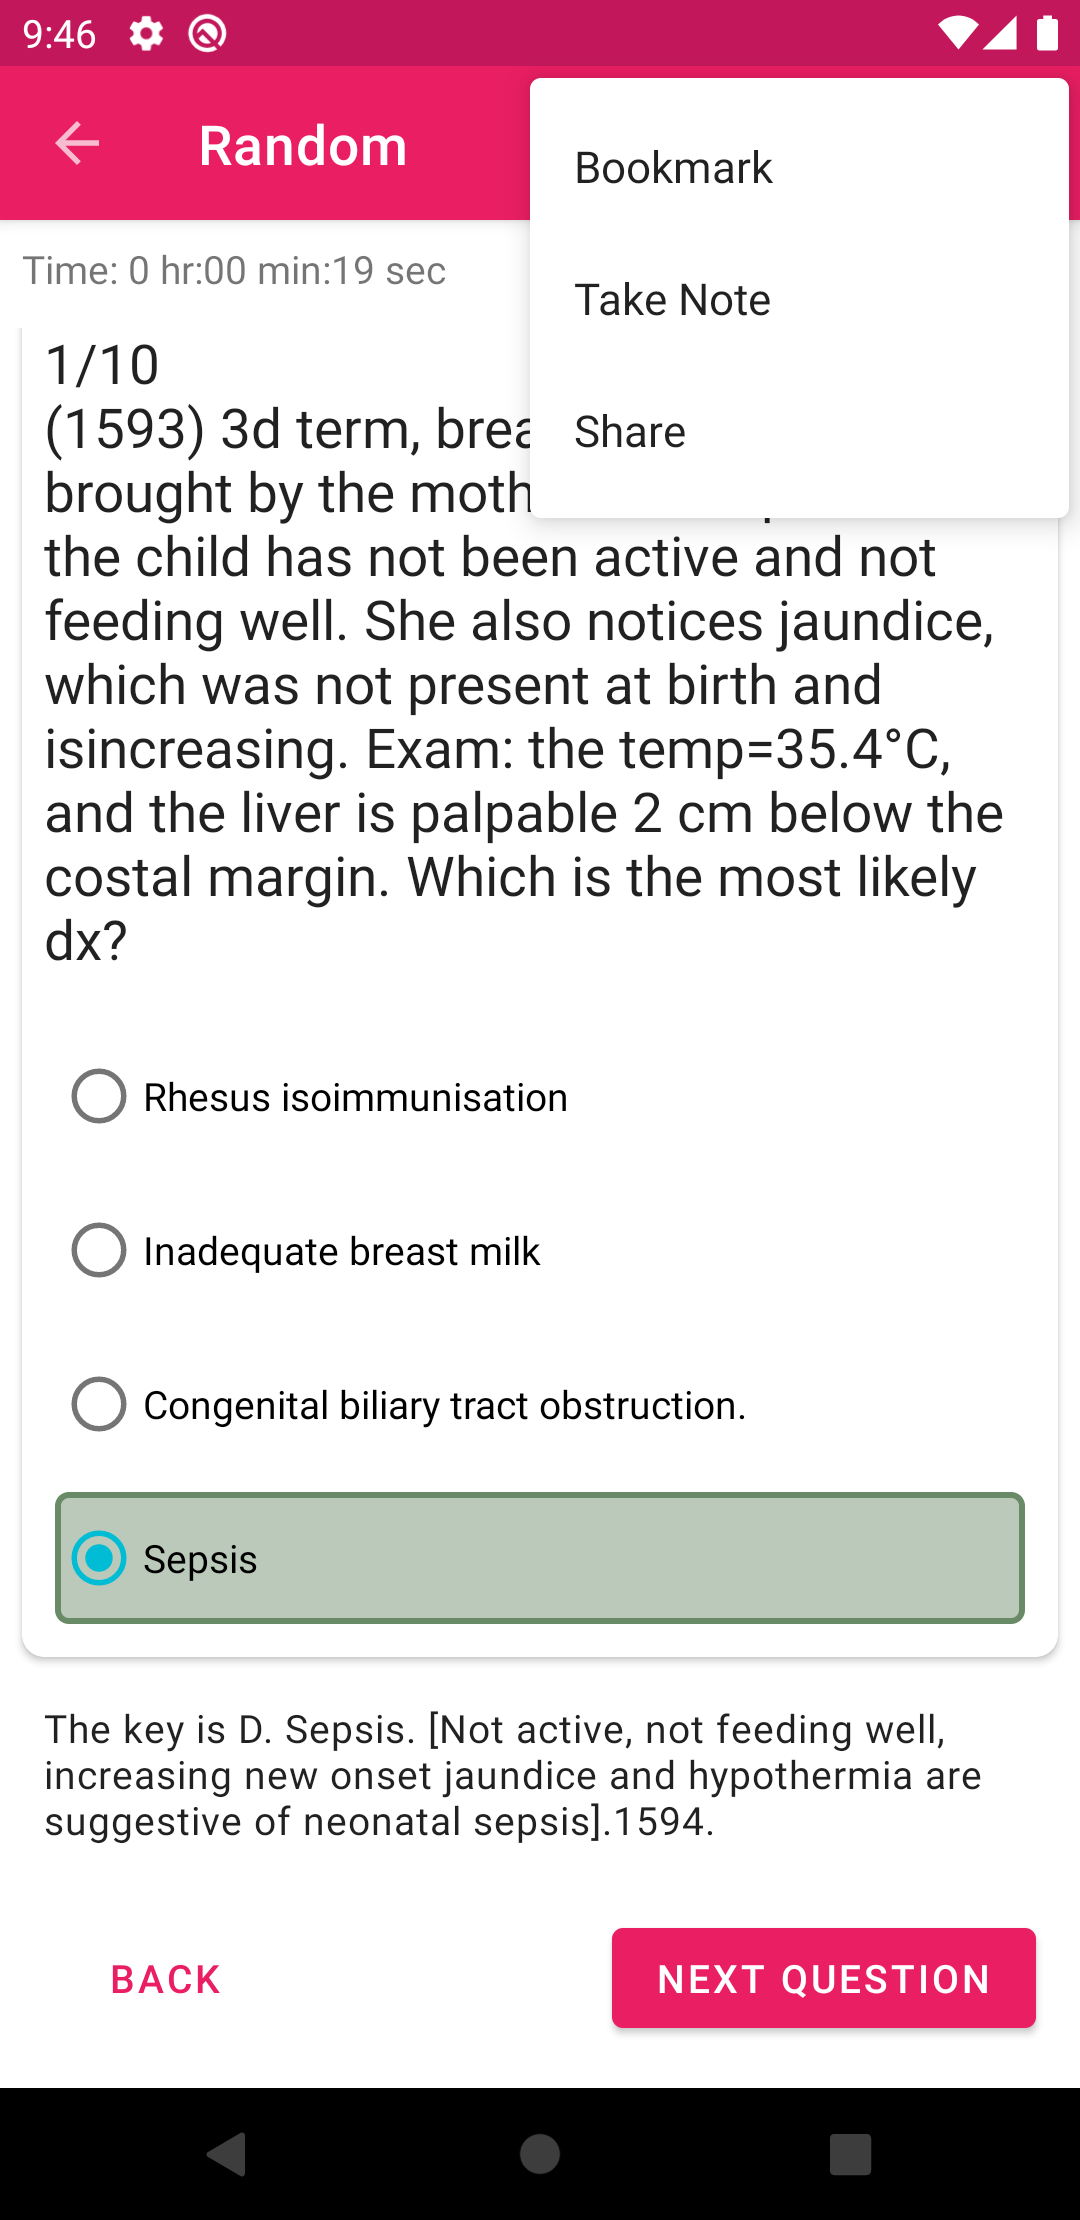 9:46
Random
Bookmark
Take Note
Share
Time: 0 hr:00 min:19 sec
1/10
(1593) 3d term,
brought by the
the child has not been active and not
feeding well. She also notices jaundice,
which was not present at birth and
isincreasing. Exam: the temp=35.4°C,
and the liver is palpable 2 cm below the
costal margin. Which is the most likely
dx?
Rhesus isoimmunisation
Inadequate breast milk
Congenital biliary tract obstruction.
Sepsis
The key is D. Sepsis. [Not active, not feeding well,
increasing new onset jaundice and hypothermia are
suggestive of neonatal sepsis].1594.
BACK
NEXT QUESTION